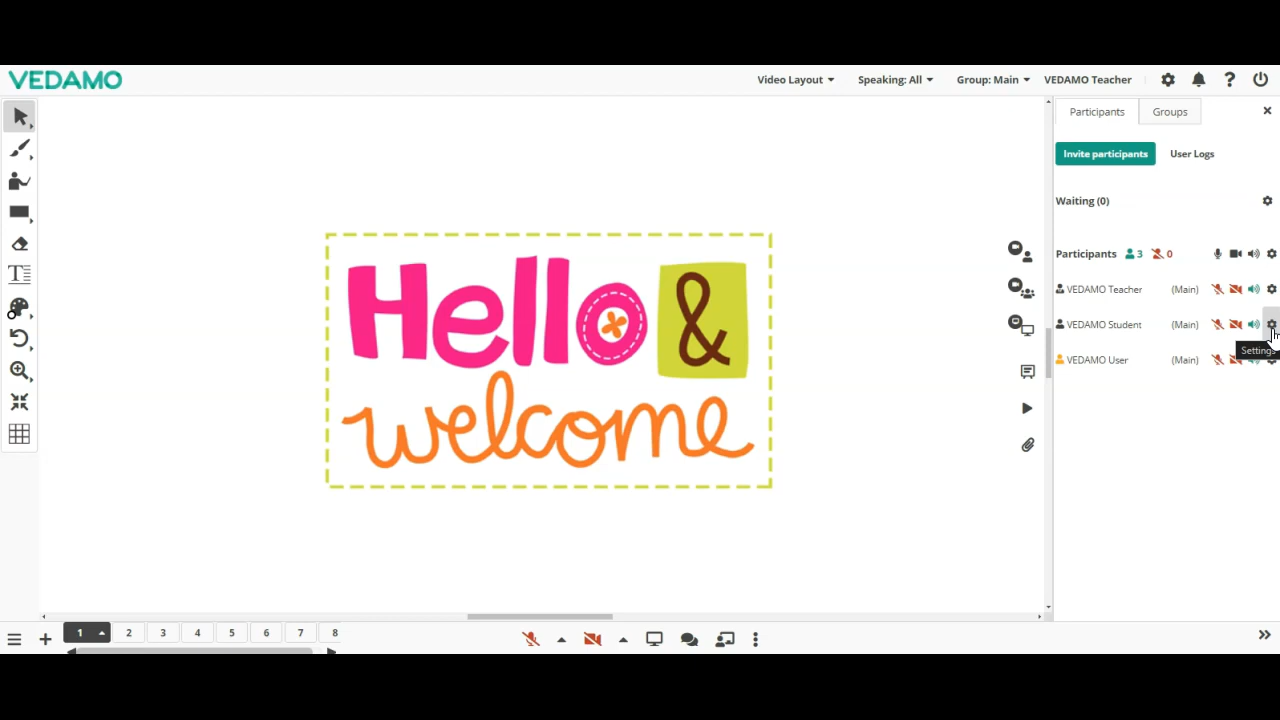 VEDAMO
Video Layout Speaking: All Group: Main VEDAMO Teacher
Participants Groups
Invite participants User Logs
Waiting (0)
Participants 3 0
VEDAMO Teacher (Main)
VEDAMO Student (Main)
Settings
VEDAMO User (Main)
Hello &
welcome
1 2 3 4 5 6 7 8